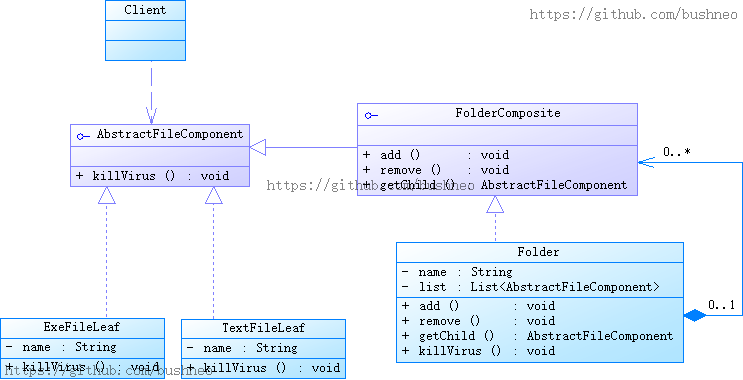 Client
https://github.com/bushneo
AbstractFileComponent
+ killVirus () : void
FolderComposite
+ add () : void
+ remove () : void
+ getChild () : AbstractFileComponent
0..*
https://github.com/bushneo
Folder
- name : String
- list : List<AbstractFileComponent>
+ add () : void
+ remove () : void
+ getChild () : AbstractFileComponent
+ killVirus () : void
0..1
ExeFileLeaf
- name : String
+ killVirus () : void
TextFileLeaf
- name : String
+ killVirus () : void
https://github.com/bushneo